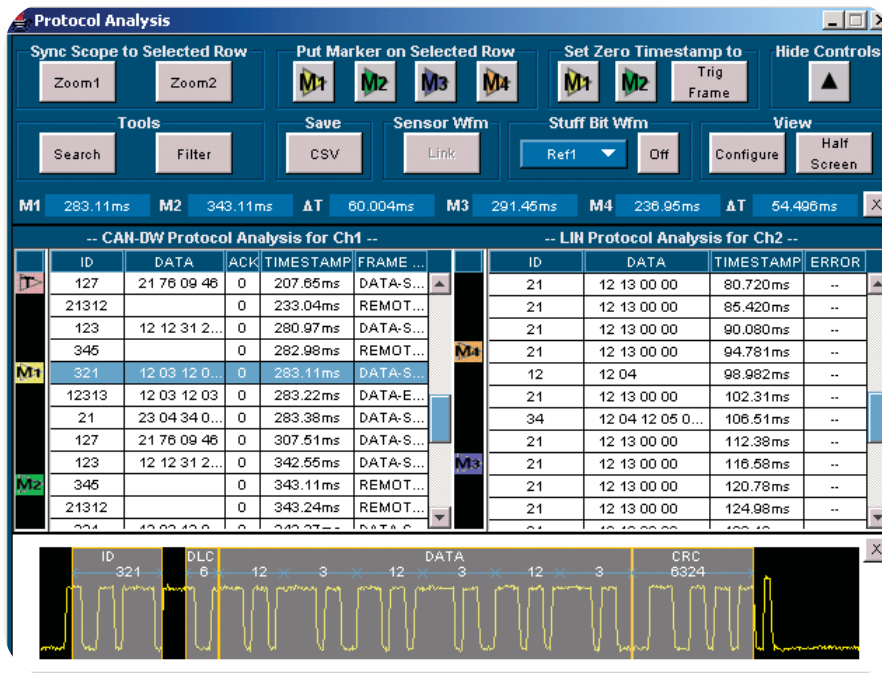 Protocol Analysis
Sync Scope to Selected Row
Put Marker on Selected Row
Set Zero Timestamp to
Hide Controls
Zoom1 Zoom2
M1 M2 M3 M4
M1 M2 Trig Frame
Tools
Save
Sensor Wfm
Stuff Bit Wfm
View
Search Filter
CSV
Link
Ref1 Off
Configure Half Screen
M1 283.11ms M2 343.11ms ΔT 60.004ms M3 291.45ms M4 236.95ms ΔT 54.496ms X
-- CAN-DW Protocol Analysis for Ch1 --
ID DATA ACK TIMESTAMP FRAME ...
T 127 21 76 09 46 0 207.65ms DATA-S...
21312 0 233.04ms REMOT...
123 12 12 31 2... 0 280.97ms DATA-S...
345 0 282.98ms REMOT...
M1 321 12 03 12 0... 0 283.11ms DATA-S...
12313 12 03 12 03 0 283.22ms DATA-E...
21 23 04 34 0... 0 283.38ms DATA-S...
127 21 76 09 46 0 307.51ms DATA-S...
123 12 12 31 2... 0 342.55ms DATA-S...
M2 345 0 343.11ms REMOT...
21312 0 343.24ms REMOT...
-- LIN Protocol Analysis for Ch2 --
ID DATA TIMESTAMP ERROR
21 12 13 00 00 80.720ms --
21 12 13 00 00 85.420ms --
21 12 13 00 00 90.080ms --
M4 21 12 13 00 00 94.781ms --
12 12 04 98.982ms --
21 12 13 00 00 102.31ms --
34 12 04 12 05 0... 106.51ms --
21 12 13 00 00 112.38ms --
M3 21 12 13 00 00 116.58ms --
21 12 13 00 00 120.78ms --
21 12 13 00 00 124.98ms --
X
ID DLC DATA CRC
321 6 12 3 12 3 12 3 6324